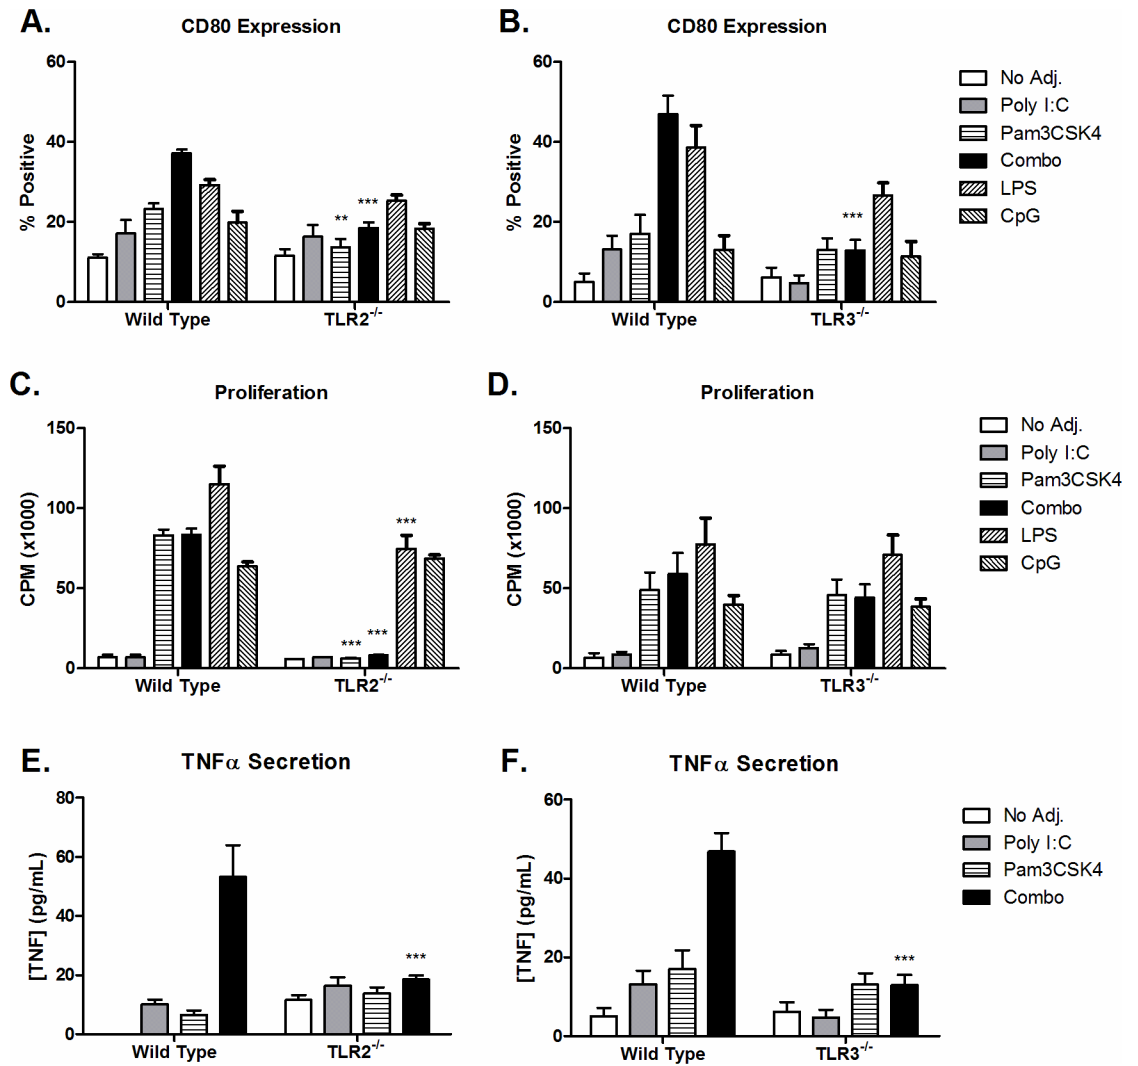 A.
CD80 Expression
% Positive
60
40
20
0
**
***
Wild Type
TLR2-/-
B.
CD80 Expression
% Positive
60
40
20
0
***
Wild Type
TLR3-/-
No Adj.
Poly I:C
Pam3CSK4
Combo
LPS
CpG
C.
Proliferation
CPM (x1000)
150
100
50
0
***
***
***
Wild Type
TLR2-/-
D.
Proliferation
CPM (x1000)
150
100
50
0
Wild Type
TLR3-/-
No Adj.
Poly I:C
Pam3CSK4
Combo
LPS
CpG
E.
TNFα Secretion
[TNF] (pg/mL)
80
60
40
20
0
***
Wild Type
TLR2-/-
F.
TNFα Secretion
[TNF] (pg/mL)
60
40
20
0
***
Wild Type
TLR3-/-
No Adj.
Poly I:C
Pam3CSK4
Combo